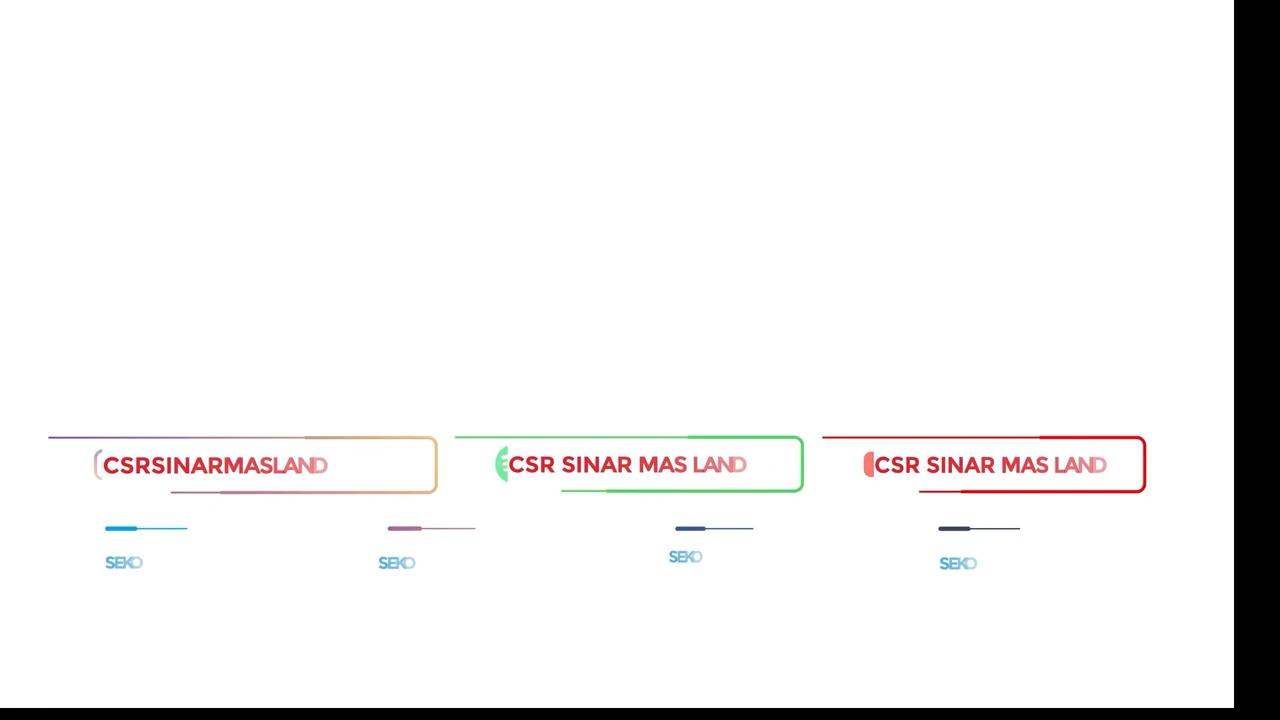 CSRSINARMASLAND
CSR SINAR MAS LAND
CSR SINAR MAS LAND
SEKO
SEKO
SEKO
SEKO